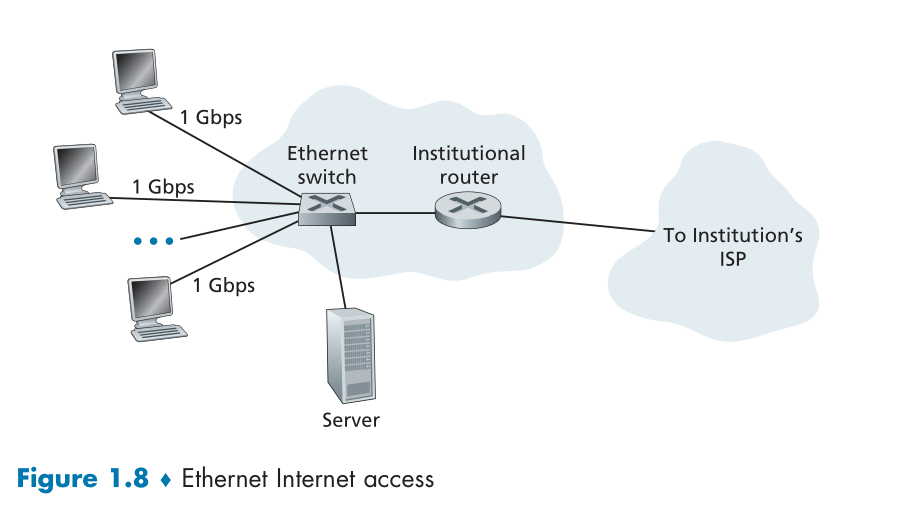 1 Gbps
Ethernet
switch
Institutional
router
1 Gbps
To Institution's
ISP
1 Gbps
Server
Figure 1.8 ♦ Ethernet Internet access